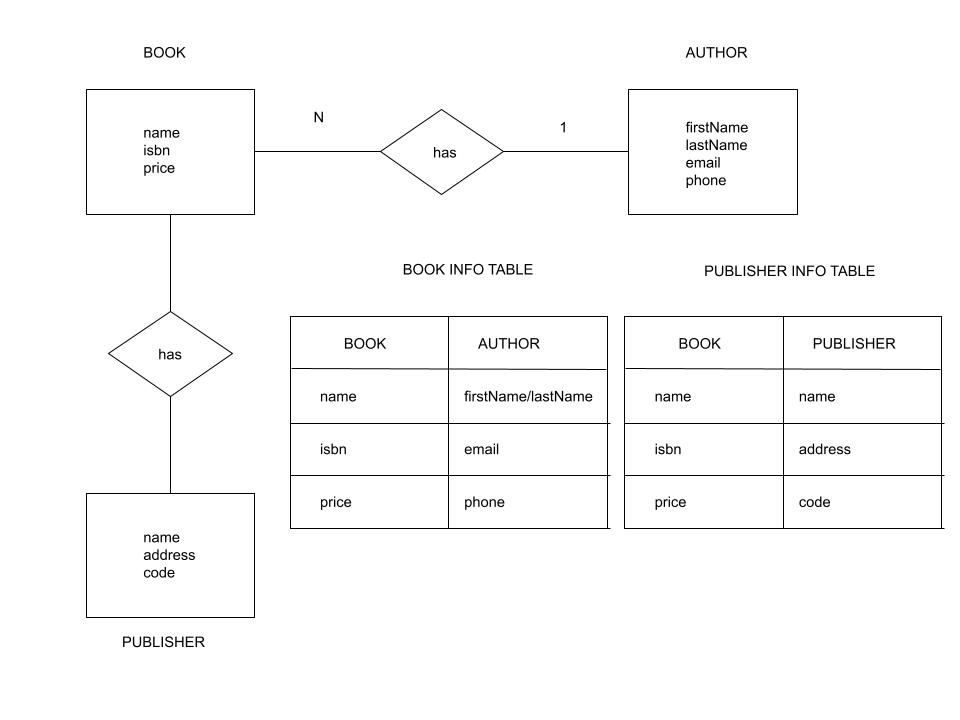 BOOK
AUTHOR
name
isbn
price
N
has
1
firstName
lastName
email
phone
has
name
address
code
PUBLISHER
BOOK INFO TABLE
BOOK AUTHOR
name firstName/lastName
isbn email
price phone
PUBLISHER INFO TABLE
BOOK PUBLISHER
name name
isbn address
price code